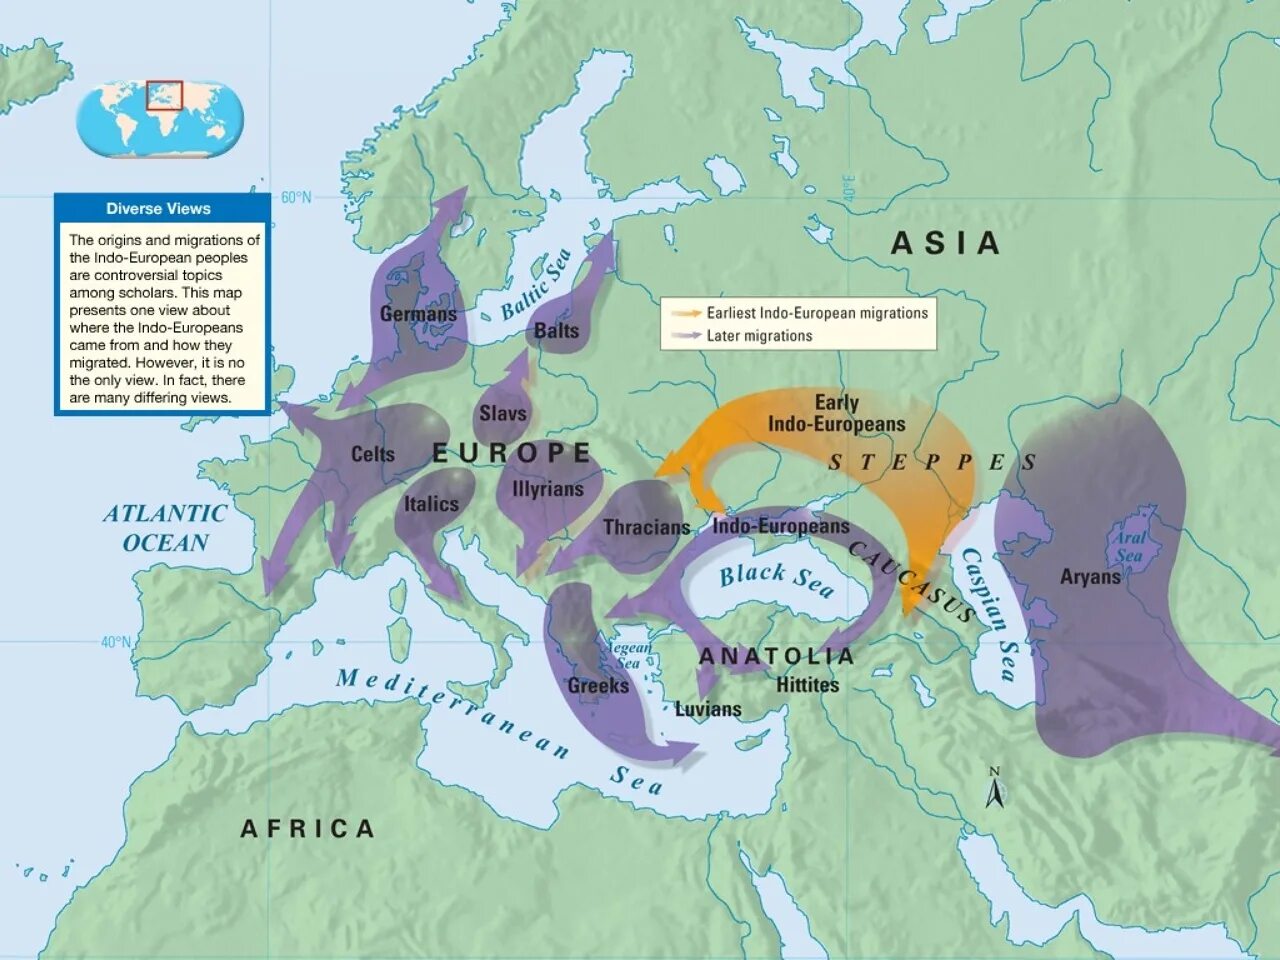 60°N
40°E
Diverse Views
The origins and migrations of
the Indo-European peoples
are controversial topics
among scholars. This map
presents one view about
where the Indo-Europeans
came from and how they
migrated. However, it is no
the only view. In fact, there
are many differing views.
ASIA
Baltic Sea
Germans
Balts
Earliest Indo-European migrations
Later migrations
Slavs
Early
Indo-Europeans
Celts
EUROPE
STEPPES
Illyrians
Italics
ATLANTIC
OCEAN
Thracians
Indo-Europeans
CAUCASUS
Aral
Sea
Black Sea
Caspian Sea
Aryans
40°N
Aegean
Sea
ANATOLIA
Mediterranean Sea
Greeks
Hittites
Luvians
N
AFRICA